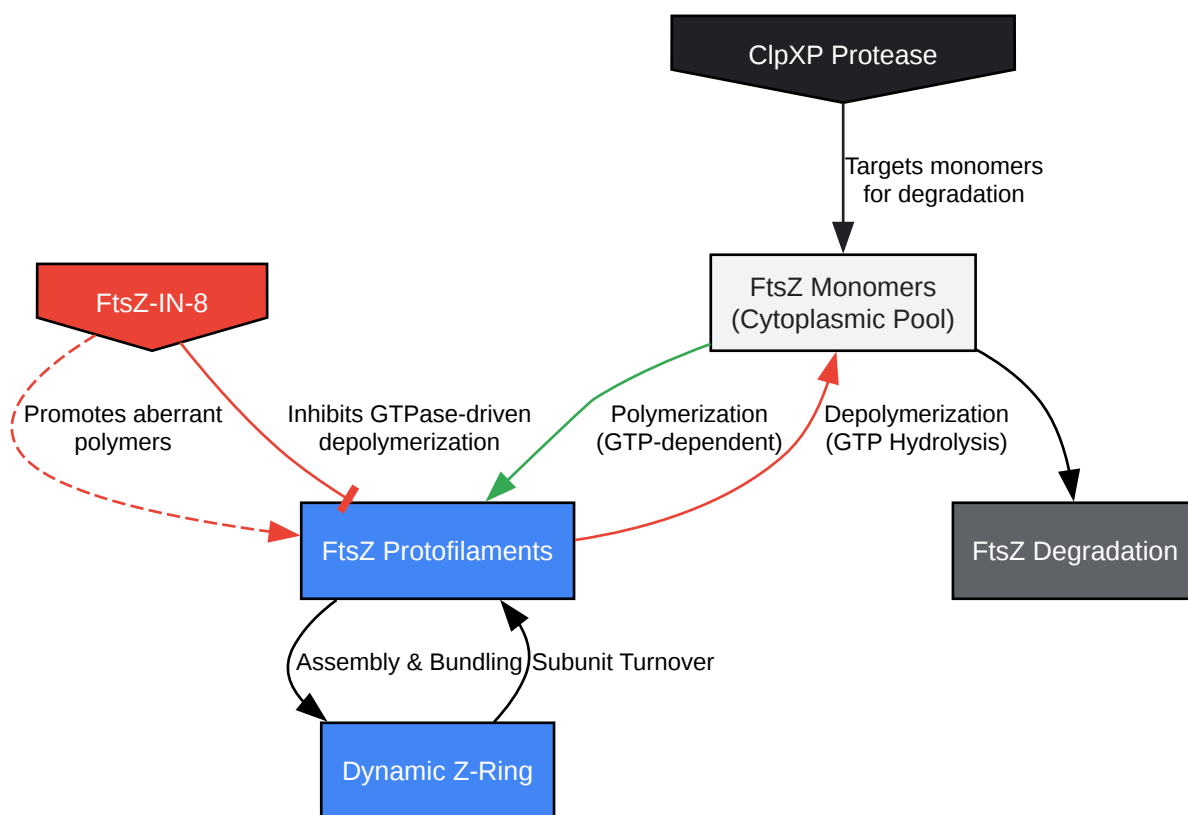 ClpXP Protease
Targets monomers
for degradation
FtsZ-IN-8
FtsZ Monomers
(Cytoplasmic Pool)
Promotes aberrant
polymers
Inhibits GTPase-driven
depolymerization
Polymerization
(GTP-dependent)
Depolymerization
(GTP Hydrolysis)
FtsZ Protofilaments
FtsZ Degradation
Assembly & Bundling
Subunit Turnover
Dynamic Z-Ring